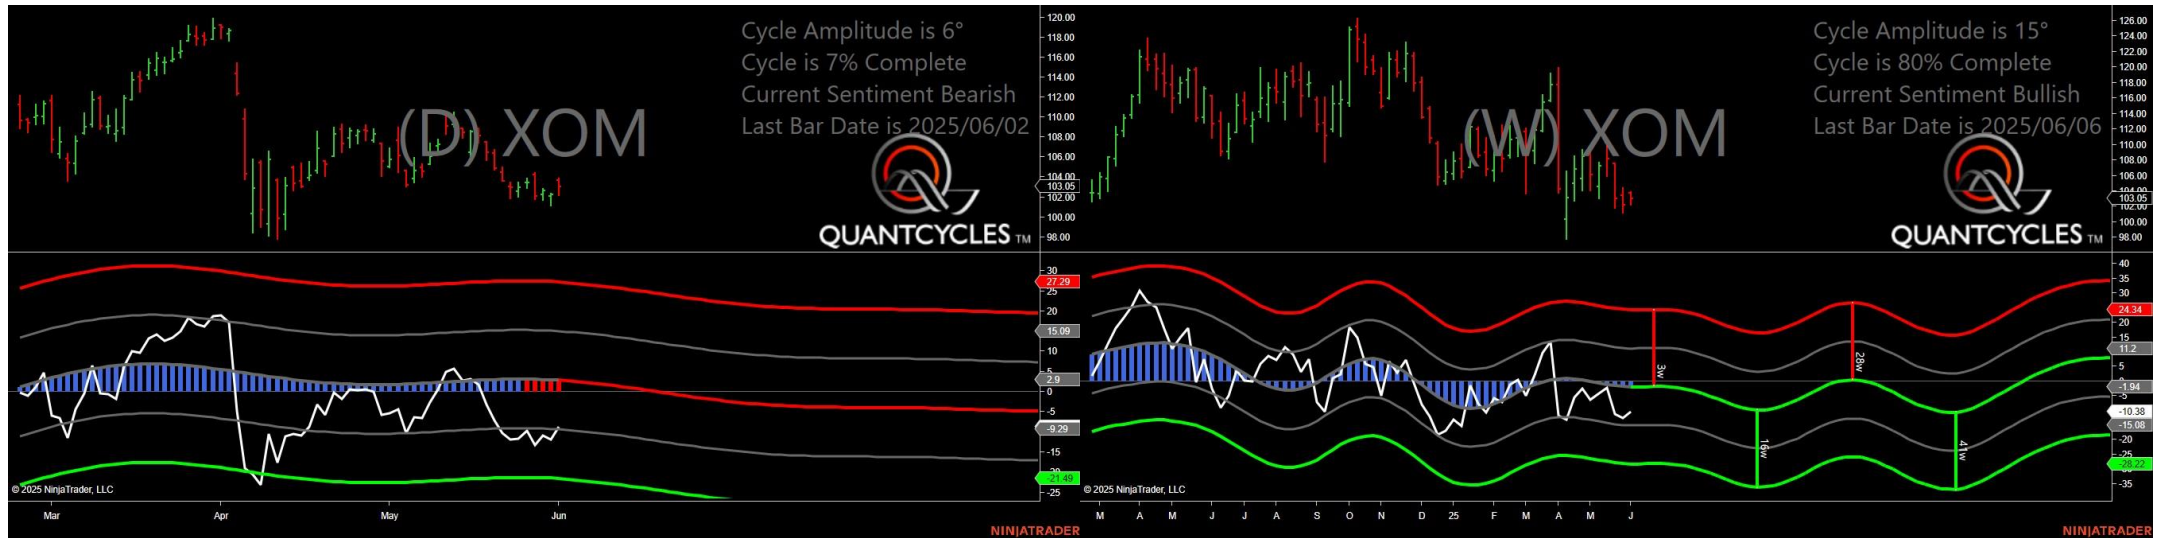 Cycle Amplitude is 6°
Cycle is 7% Complete
Current Sentiment Bearish
Last Bar Date is 2025/06/02
(D) XOM
QUANTCYCLES TM
120.00
118.00
116.00
114.00
112.00
110.00
108.00
106.00
104.00
103.05
102.00
100.00
98.00
30
27.29
25
20
15.09
10
5
2.9
0
-5
-9.29
-15
-21.49
-25
© 2025 NinjaTrader, LLC
Mar Apr May Jun
NINJATRADER
Cycle Amplitude is 15°
Cycle is 80% Complete
Current Sentiment Bullish
Last Bar Date is 2025/06/06
(W) XOM
QUANTCYCLES TM
126.00
124.00
122.00
120.00
118.00
116.00
114.00
112.00
110.00
108.00
106.00
104.00
103.05
102.00
100.00
98.00
40
35
30
24.34
20
15
11.2
5
-1.94
-5
-10.38
-15.08
-20
-25
-28.22
-35
3w
28w
16w
41w
© 2025 NinjaTrader, LLC
M A M J J A S O N D 25 F M A M J
NINJATRADER